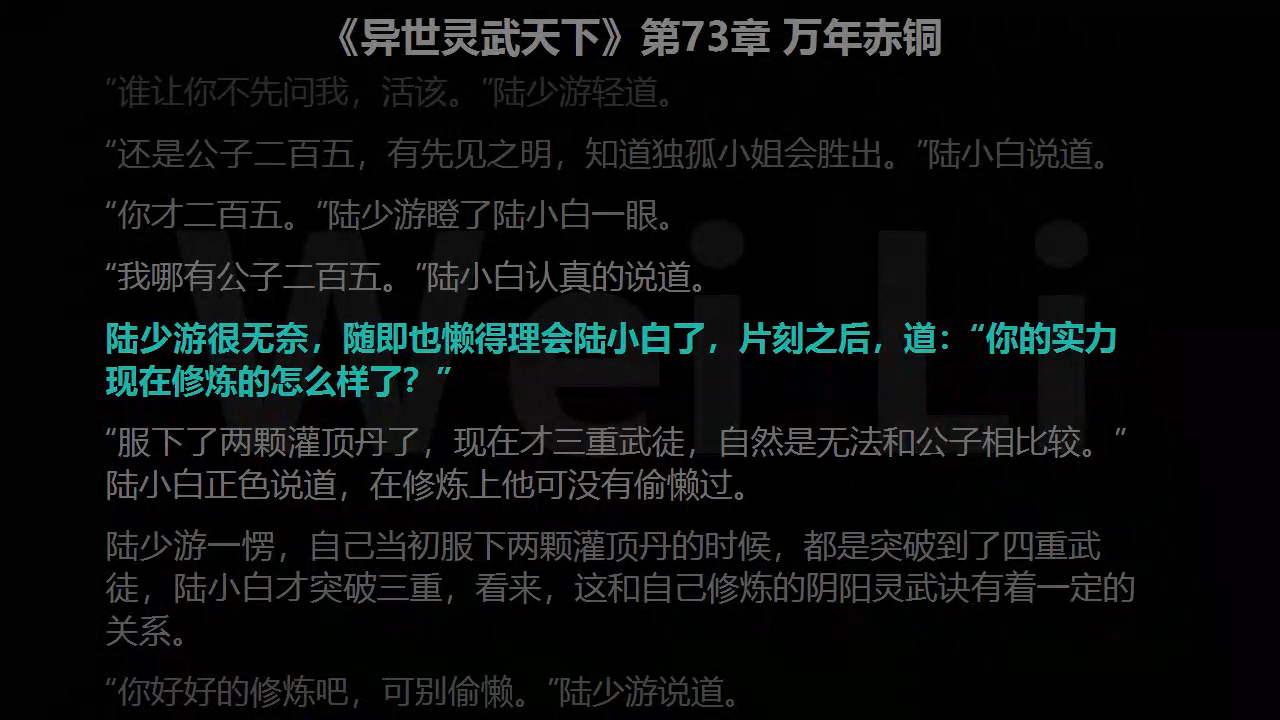 《异世灵武天下》第73章 万年赤铜
“谁让你不先问我，活该。”陆少游轻道。
“还是公子二百五，有先见之明，知道独孤小姐会胜出。”陆小白说道。
“你才二百五。”陆少游瞪了陆小白一眼。
“我哪有公子二百五。”陆小白认真的说道。
陆少游很无奈，随即也懒得理会陆小白了，片刻之后，道：“你的实力
现在修炼的怎么样了？”
“服下了两颗灌顶丹了，现在才三重武徒，自然是无法和公子相比较。”
陆小白正色说道，在修炼上他可没有偷懒过。
陆少游一愣，自己当初服下两颗灌顶丹的时候，都是突破到了四重武
徒，陆小白才突破三重，看来，这和自己修炼的阴阳灵武诀有着一定的
关系。
“你好好的修炼吧，可别偷懒。”陆少游说道。
Wei Li